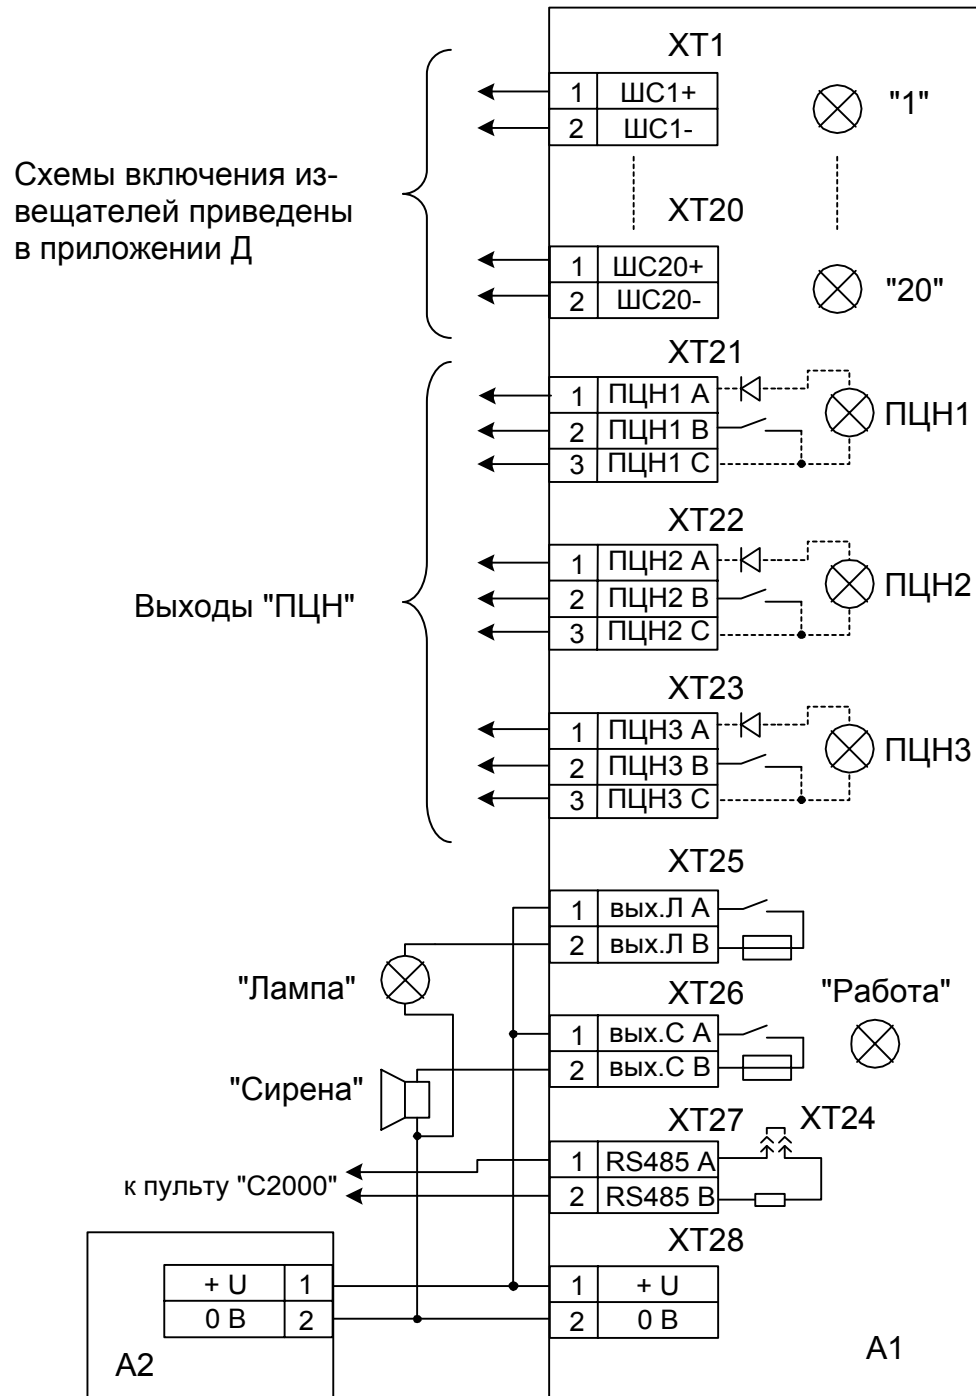 XT1
1 ШС1+
2 ШС1-
"1"
Схемы включения из-
вещателей приведены
в приложении Д
XT20
1 ШС20+
2 ШС20-
"20"
XT21
1 ПЦН1 А
2 ПЦН1 В
3 ПЦН1 С
ПЦН1
XT22
1 ПЦН2 А
2 ПЦН2 В
3 ПЦН2 С
ПЦН2
Выходы "ПЦН"
XT23
1 ПЦН3 А
2 ПЦН3 В
3 ПЦН3 С
ПЦН3
XT25
1 вых.Л А
2 вых.Л В
"Лампа"
XT26
"Работа"
1 вых.С А
2 вых.С В
"Сирена"
XT27
XT24
1 RS485 A
2 RS485 B
к пульту "С2000"
XT28
+ U 1
0 В 2
1 + U
2 0 В
А2
А1